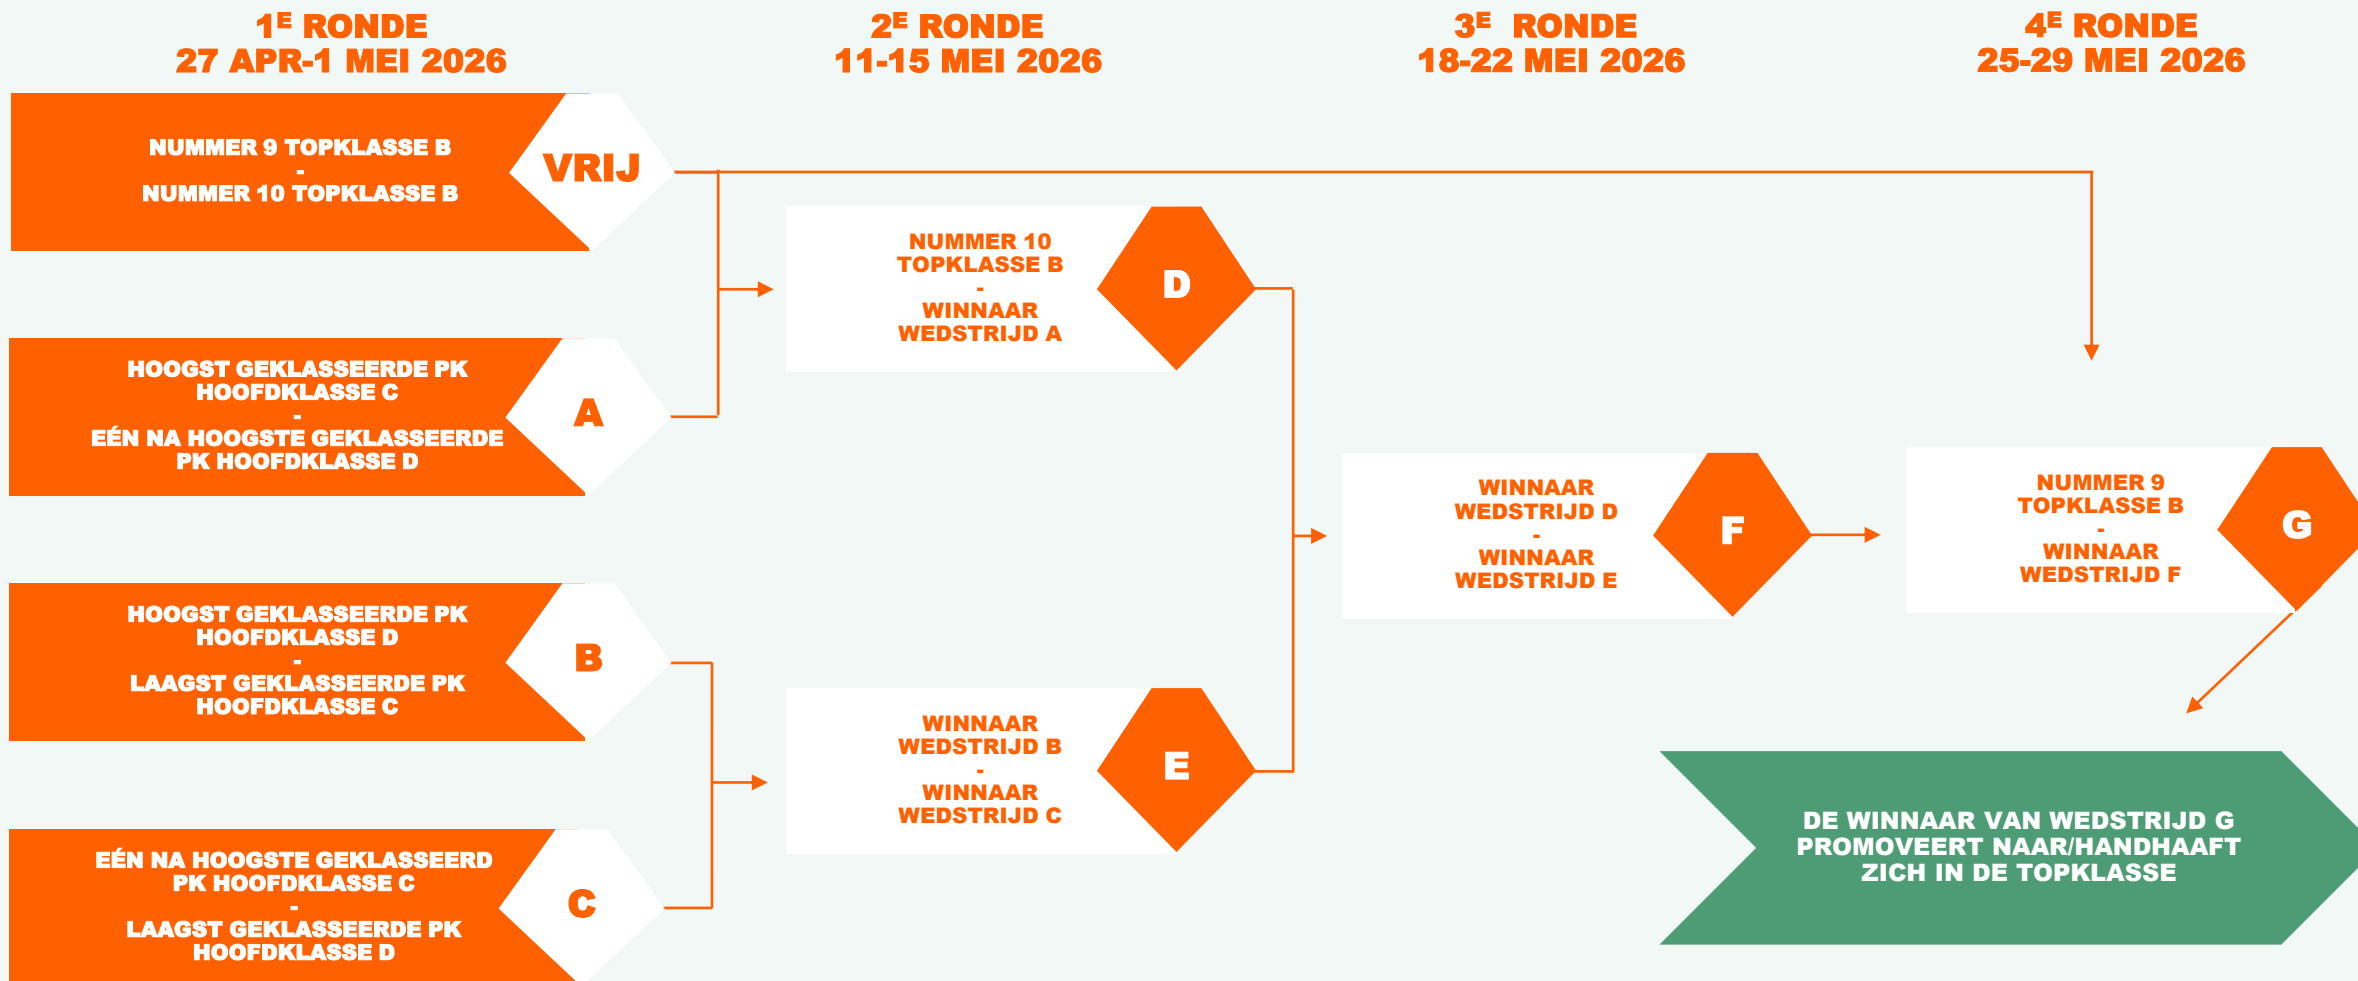 1E RONDE
27 APR-1 MEI 2026
2E RONDE
11-15 MEI 2026
3E RONDE
18-22 MEI 2026
4E RONDE
25-29 MEI 2026
NUMMER 9 TOPKLASSE B
-
NUMMER 10 TOPKLASSE B
VRIJ
HOOGST GEKLASSEERDE PK
HOOFDKLASSE C
-
EÉN NA HOOGSTE GEKLASSEERDE
PK HOOFDKLASSE D
A
HOOGST GEKLASSEERDE PK
HOOFDKLASSE D
-
LAAGST GEKLASSEERDE PK
HOOFDKLASSE C
B
EÉN NA HOOGSTE GEKLASSEERD
PK HOOFDKLASSE C
-
LAAGST GEKLASSEERDE PK
HOOFDKLASSE D
C
NUMMER 10
TOPKLASSE B
-
WINNAAR
WEDSTRIJD A
D
WINNAAR
WEDSTRIJD B
-
WINNAAR
WEDSTRIJD C
E
WINNAAR
WEDSTRIJD D
-
WINNAAR
WEDSTRIJD E
F
NUMMER 9
TOPKLASSE B
-
WINNAAR
WEDSTRIJD F
G
DE WINNAAR VAN WEDSTRIJD G
PROMOVEERT NAAR/HANDHAAFT
ZICH IN DE TOPKLASSE